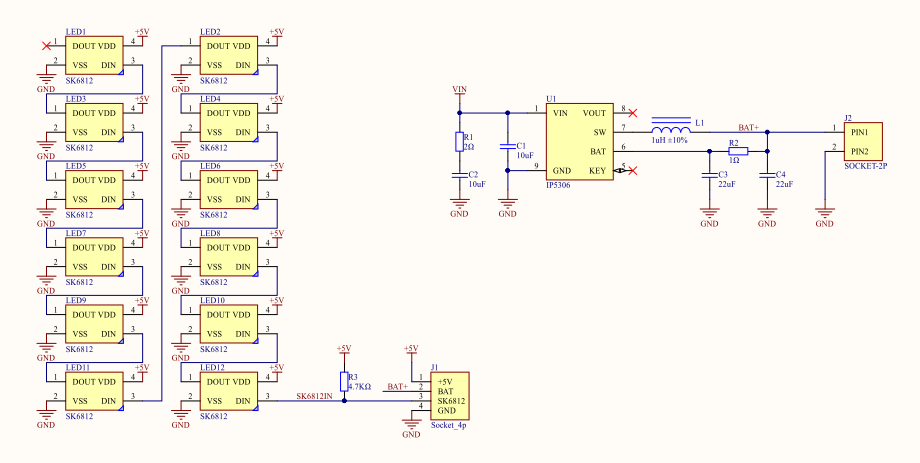 LED1
+5V
1 DOUT VDD 4
2 VSS DIN 3
GND
SK6812
LED3
+5V
1 DOUT VDD 4
2 VSS DIN 3
GND
SK6812
LED5
+5V
1 DOUT VDD 4
2 VSS DIN 3
GND
SK6812
LED7
+5V
1 DOUT VDD 4
2 VSS DIN 3
GND
SK6812
LED9
+5V
1 DOUT VDD 4
2 VSS DIN 3
GND
SK6812
LED11
+5V
1 DOUT VDD 4
2 VSS DIN 3
GND
SK6812
LED2
+5V
1 DOUT VDD 4
2 VSS DIN 3
GND
SK6812
LED4
+5V
1 DOUT VDD 4
2 VSS DIN 3
GND
SK6812
LED6
+5V
1 DOUT VDD 4
2 VSS DIN 3
GND
SK6812
LED8
+5V
1 DOUT VDD 4
2 VSS DIN 3
GND
SK6812
LED10
+5V
1 DOUT VDD 4
2 VSS DIN 3
GND
SK6812
LED12
+5V
1 DOUT VDD 4
2 VSS DIN 3
GND
SK6812
SK6812IN
+5V
R3
4.7KΩ
+5V
BAT+
J1
1 +5V
2 BAT
3 SK6812
4 GND
GND
Socket_4p
VIN
R1
2Ω
C2
10uF
GND
C1
10uF
GND
U1
1 VIN VOUT 8
SW 7
BAT 6
9 GND KEY 5
IP5306
L1
1uH ±10%
BAT+
R2
1Ω
C3
22uF
GND
C4
22uF
GND
J2
1 PIN1
2 PIN2
SOCKET-2P
GND